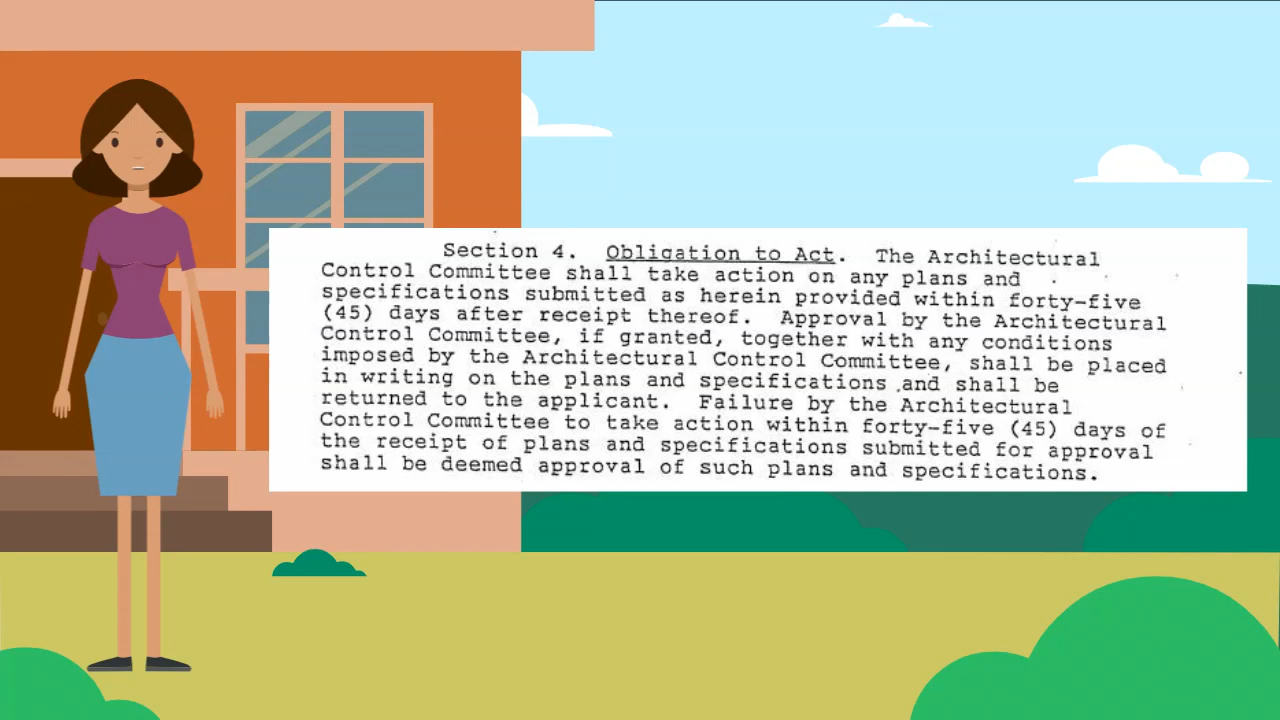 Section 4. Obligation to Act. The Architectural
Control Committee shall take action on any plans and
specifications submitted as herein provided within forty-five
(45) days after receipt thereof. Approval by the Architectural
Control Committee, if granted, together with any conditions
imposed by the Architectural Control Committee, shall be placed
in writing on the plans and specifications and shall be
returned to the applicant. Failure by the Architectural
Control Committee to take action within forty-five (45) days of
the receipt of plans and specifications submitted for approval
shall be deemed approval of such plans and specifications.